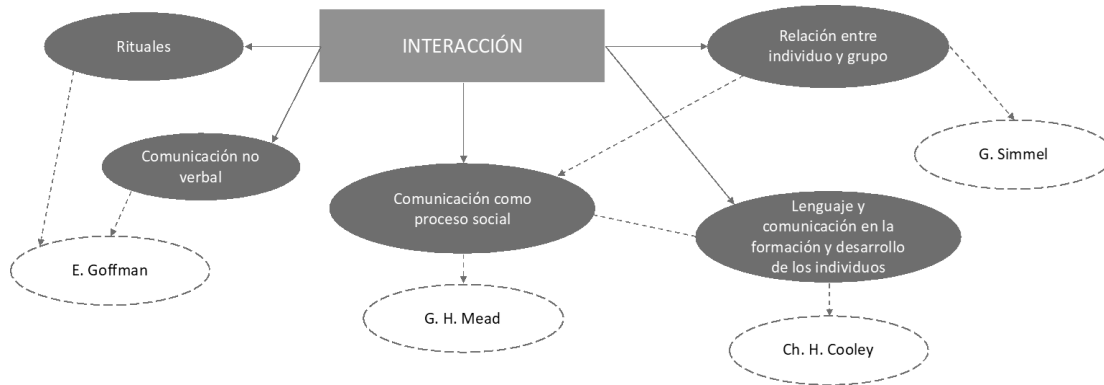 INTERACCIÓN
Rituales
Relación entre
individuo y grupo
Comunicación no
verbal
G. Simmel
Comunicación como
proceso social
Lenguaje y
comunicación en la
formación y desarrollo
de los individuos
E. Goffman
G. H. Mead
Ch. H. Cooley